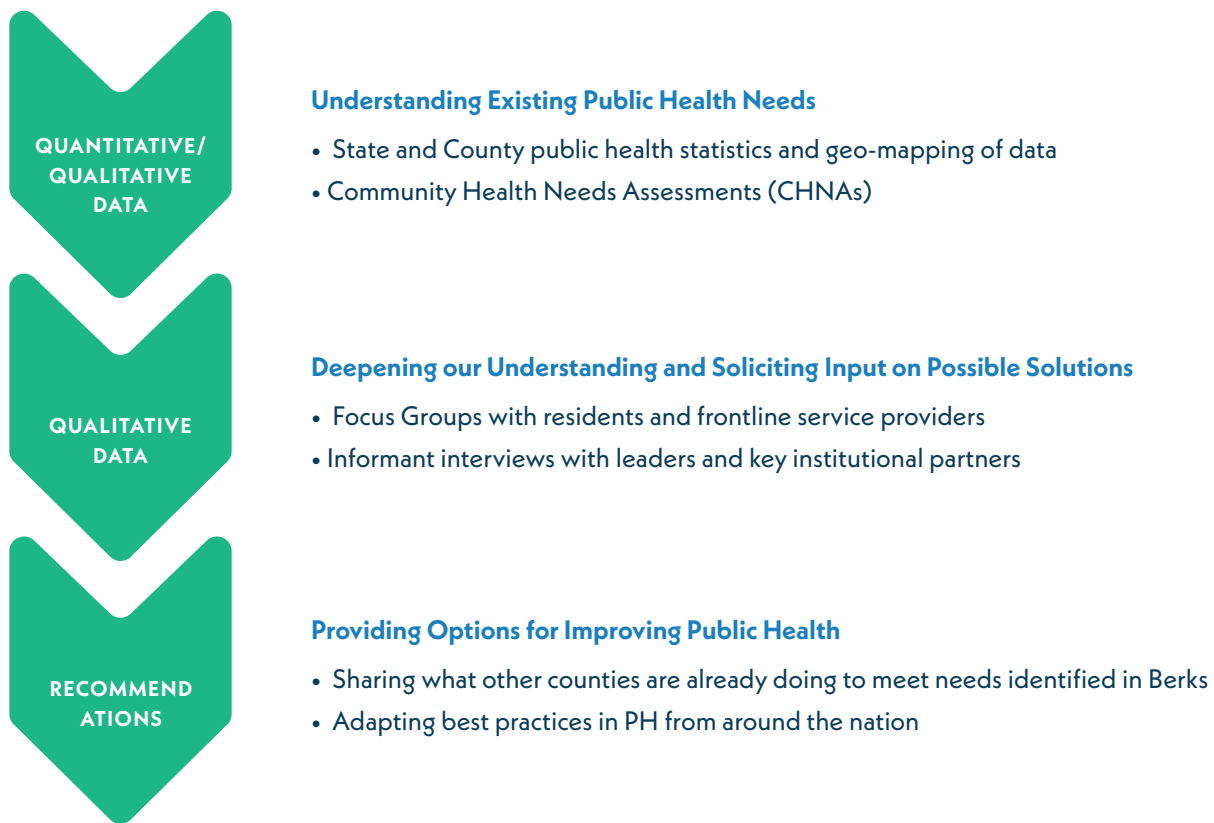 QUANTITATIVE/
QUALITATIVE
DATA
Understanding Existing Public Health Needs
• State and County public health statistics and geo-mapping of data
• Community Health Needs Assessments (CHNAs)
QUALITATIVE
DATA
Deepening our Understanding and Soliciting Input on Possible Solutions
• Focus Groups with residents and frontline service providers
• Informant interviews with leaders and key institutional partners
RECOMMEND
ATIONS
Providing Options for Improving Public Health
• Sharing what other counties are already doing to meet needs identified in Berks
• Adapting best practices in PH from around the nation